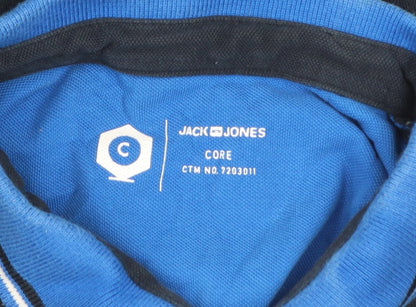 C
JACK & JONES
CORE
CTM NO. 7203011